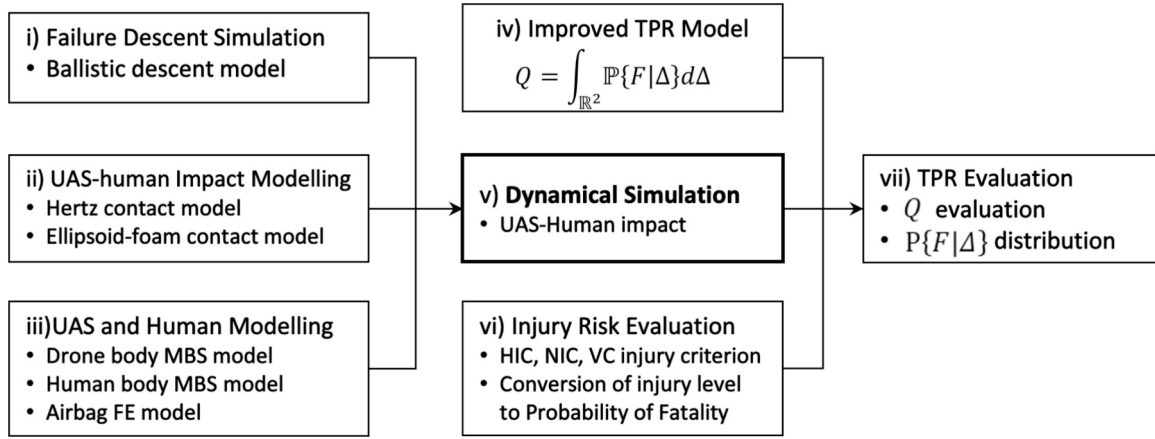 i) Failure Descent Simulation
• Ballistic descent model
ii) UAS-human Impact Modelling
• Hertz contact model
• Ellipsoid-foam contact model
iii)UAS and Human Modelling
• Drone body MBS model
• Human body MBS model
• Airbag FE model
iv) Improved TPR Model
Q = ∫ℝ² ℙ{F|Δ}dΔ
v) Dynamical Simulation
• UAS-Human impact
vi) Injury Risk Evaluation
• HIC, NIC, VC injury criterion
• Conversion of injury level
to Probability of Fatality
vii) TPR Evaluation
• Q evaluation
• P{F|Δ} distribution